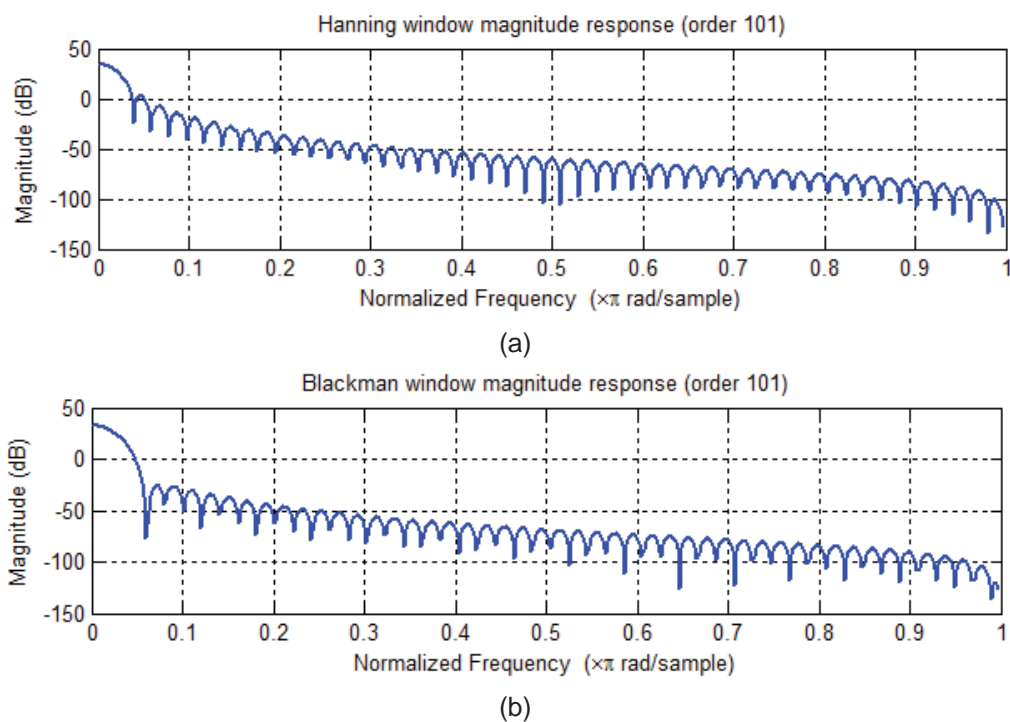 Hanning window magnitude response (order 101)
50
0
-50
-100
-150
Magnitude (dB)
0 0.1 0.2 0.3 0.4 0.5 0.6 0.7 0.8 0.9 1
Normalized Frequency (×π rad/sample)
(a)
Blackman window magnitude response (order 101)
50
0
-50
-100
-150
Magnitude (dB)
0 0.1 0.2 0.3 0.4 0.5 0.6 0.7 0.8 0.9 1
Normalized Frequency (×π rad/sample)
(b)